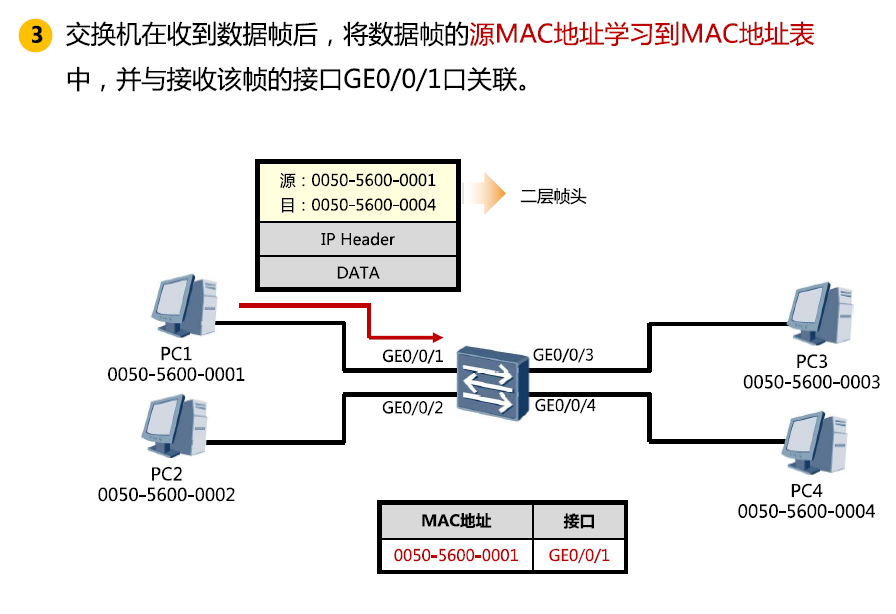 3 交换机在收到数据帧后，将数据帧的源MAC地址学习到MAC地址表
中，并与接收该帧的接口GE0/0/1口关联。
源：0050-5600-0001
目：0050-5600-0004
二层帧头
IP Header
DATA
PC1
0050-5600-0001
GE0/0/1
GE0/0/3
PC3
0050-5600-0003
GE0/0/2
GE0/0/4
PC2
0050-5600-0002
PC4
0050-5600-0004
MAC地址 接口
0050-5600-0001 GE0/0/1